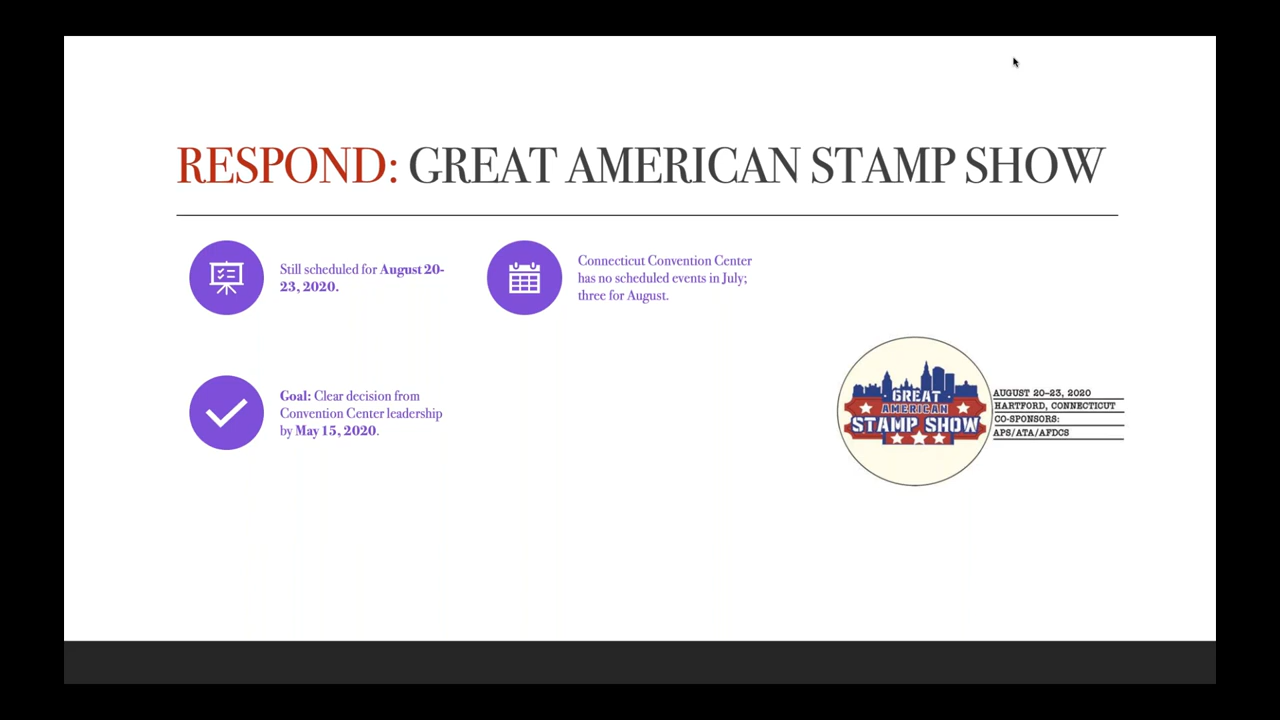 RESPOND: GREAT AMERICAN STAMP SHOW
Still scheduled for August 20-
23, 2020.
Connecticut Convention Center
has no scheduled events in July;
three for August.
Goal: Clear decision from
Convention Center leadership
by May 15, 2020.
GREAT
AMERICAN
STAMP SHOW
AUGUST 20-23, 2020
HARTFORD, CONNECTICUT
CO-SPONSORS:
APS/ATA/AFDCS